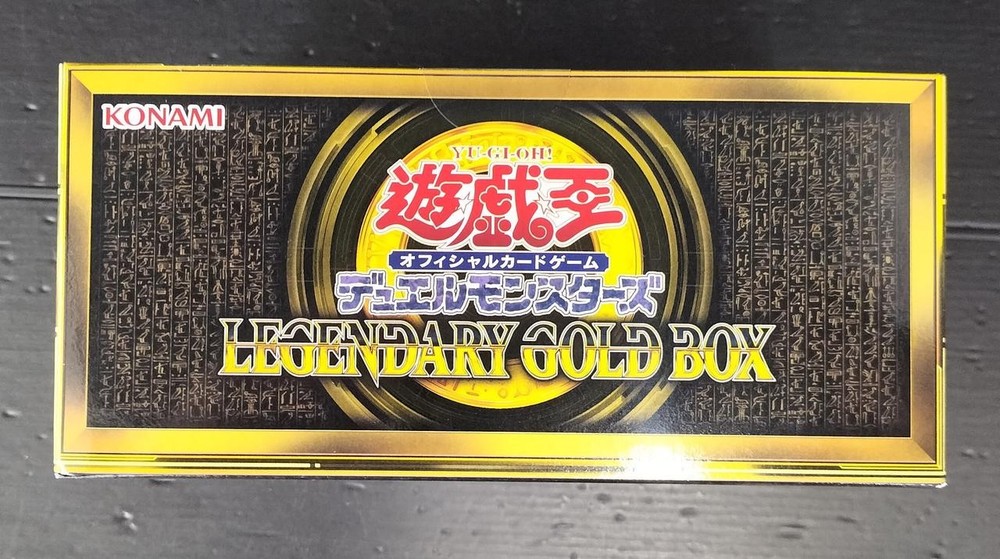 KONAMI
YU-GI-OH!
遊戯王
オフィシャルカードゲーム
デュエルモンスターズ
LEGENDARY GOLD BOX